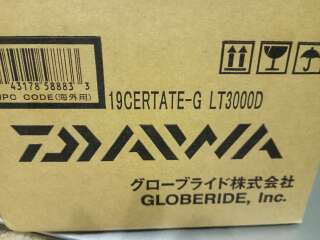 43178 58883 3
UPC CODE(海外用)
19CERTATE-G LT3000D
DAIWA
グローブライド株式会社
GLOBERIDE, Inc.